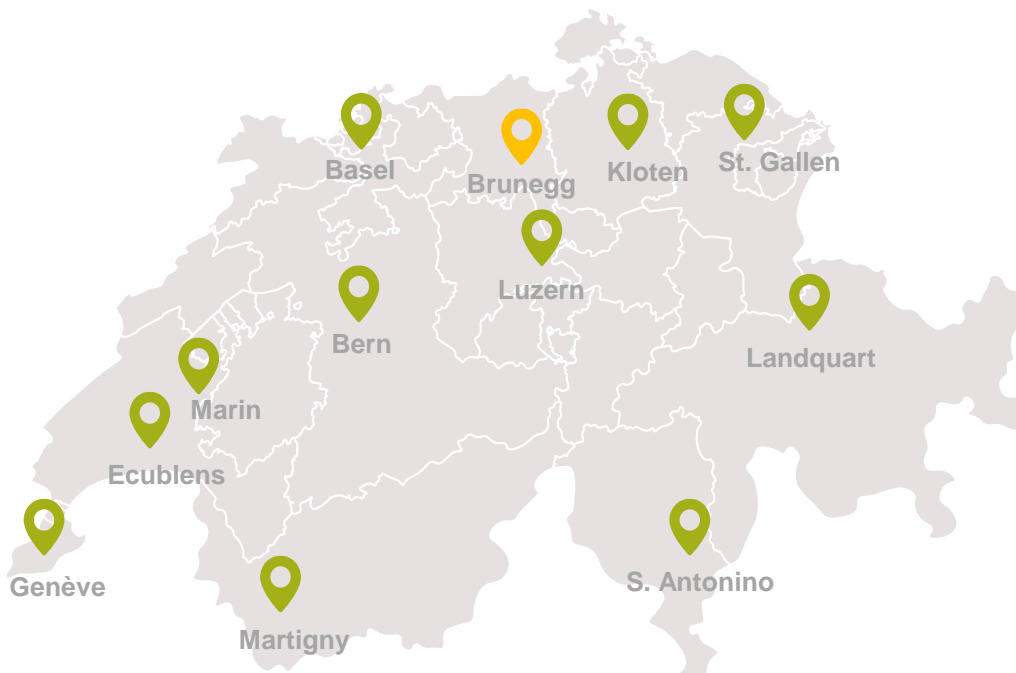 Basel
Brunegg
Kloten
St. Gallen
Luzern
Bern
Landquart
Marin
Ecublens
Genève
S. Antonino
Martigny